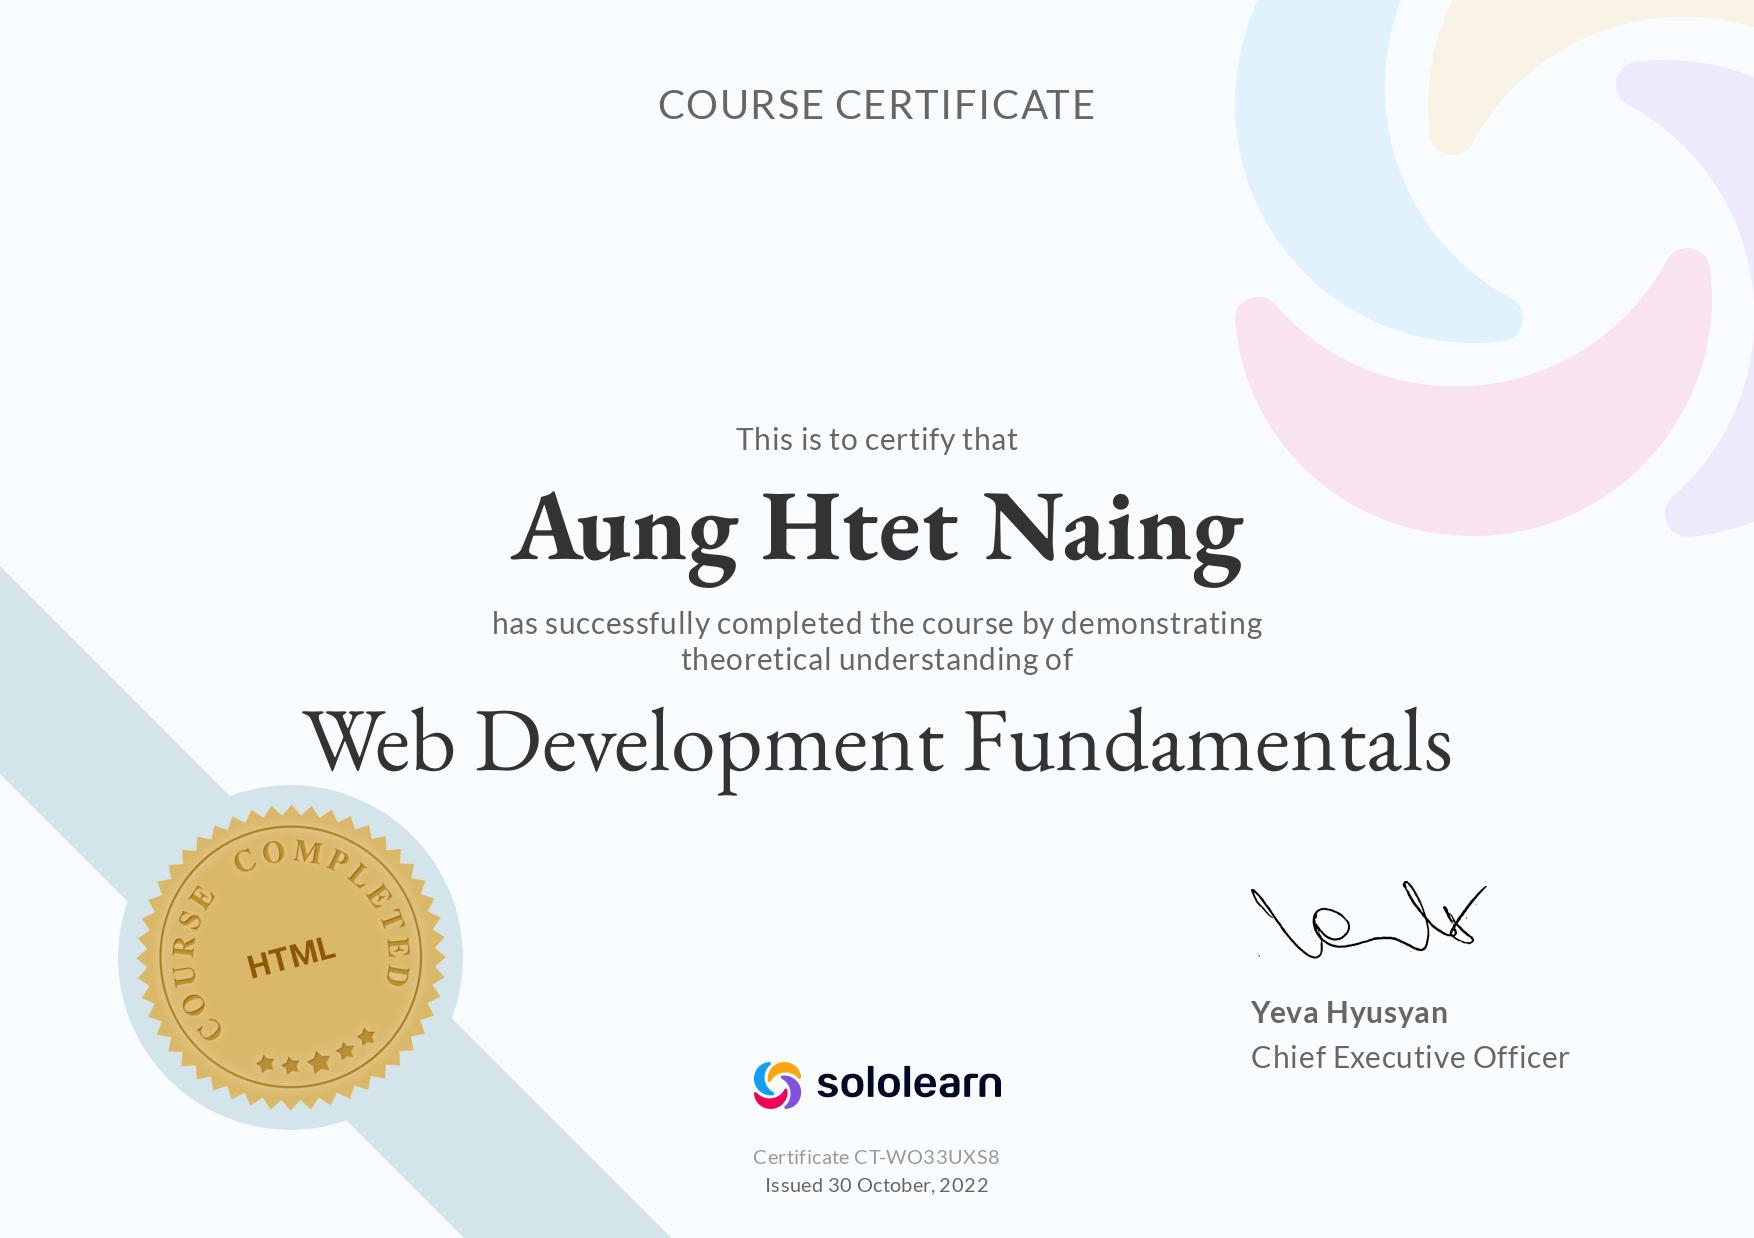 COURSE CERTIFICATE
This is to certify that
Aung Htet Naing
has successfully completed the course by demonstrating
theoretical understanding of
Web Development Fundamentals
COURSE COMPLETED
HTML
Yeva Hyusyan
Chief Executive Officer
sololearn
Certificate CT-WO33UXS8
Issued 30 October, 2022